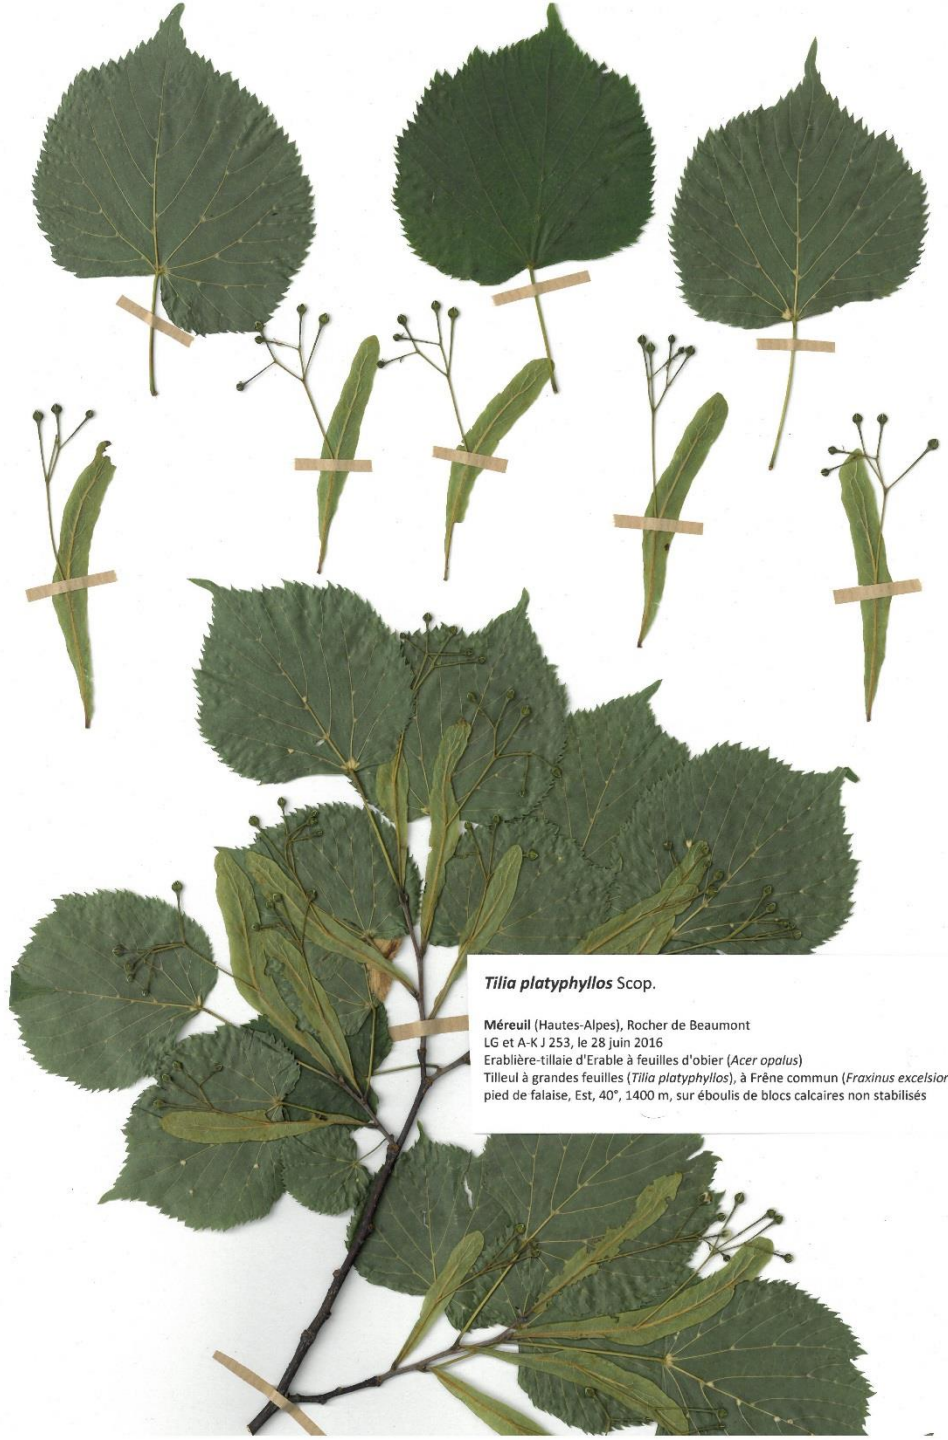 Tilia platyphyllos Scop.
Méreuil (Hautes-Alpes), Rocher de Beaumont
LG et A-K J 253, le 28 juin 2016
Erablière-tillaie d'Erable à feuilles d'obier (Acer opalus)
Tilleul à grandes feuilles (Tilia platyphyllos), à Frêne commun (Fraxinus excelsior
pied de falaise, Est, 40°, 1400 m, sur éboulis de blocs calcaires non stabilisés